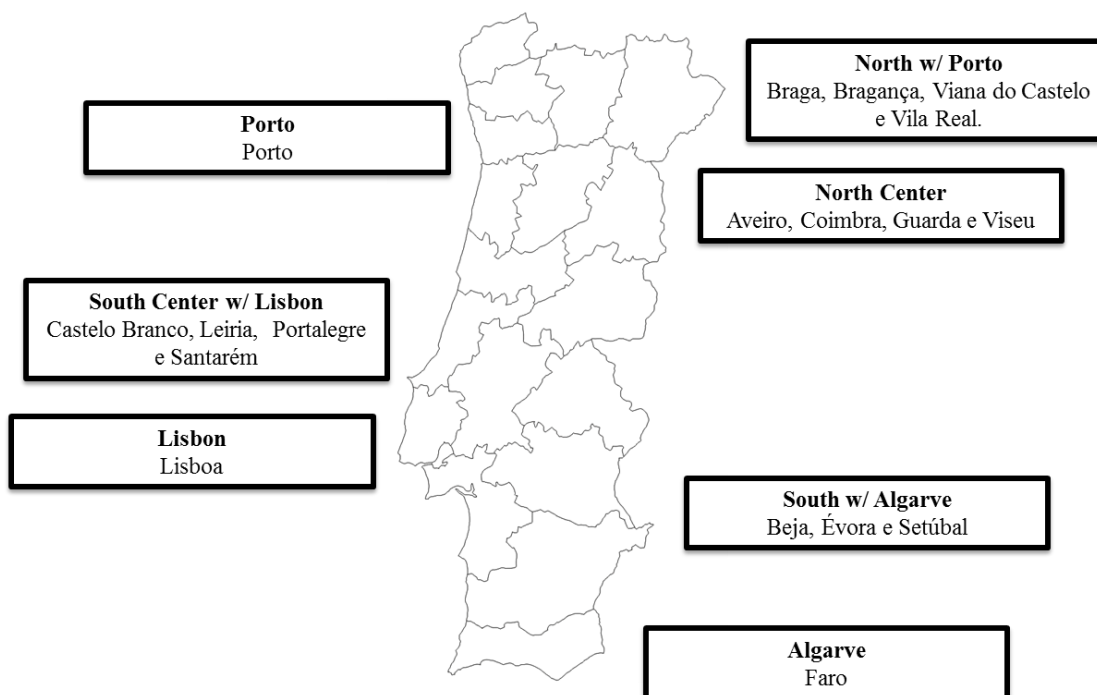 North w/ Porto
Braga, Bragança, Viana do Castelo
e Vila Real.
Porto
Porto
North Center
Aveiro, Coimbra, Guarda e Viseu
South Center w/ Lisbon
Castelo Branco, Leiria, Portalegre
e Santarém
Lisbon
Lisboa
South w/ Algarve
Beja, Évora e Setúbal
Algarve
Faro